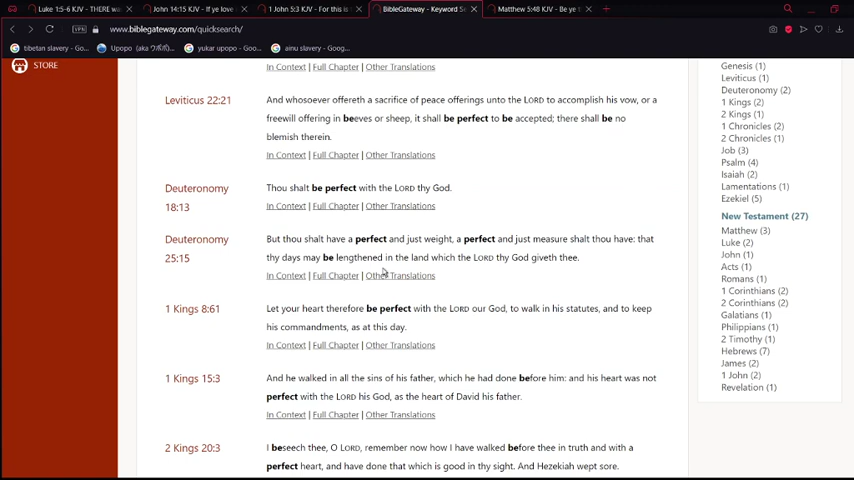 Luke 1:5-6 KJV - THERE wa
John 14:15 KJV - If ye love
1 John 5:3 KJV - For this is
BibleGateway - Keyword Se
Matthew 5:48 KJV - Be ye t
VPN
www.biblegateway.com/quicksearch/
tibetan slavery - Goo...
Upopo (aka ウポポ)...
yukar upopo - Goo...
ainu slavery - Goog...
STORE
In Context | Full Chapter | Other Translations
Leviticus 22:21
And whosoever offereth a sacrifice of peace offerings unto the LORD to accomplish his vow, or a
freewill offering in beeves or sheep, it shall be perfect to be accepted; there shall be no
blemish therein.
In Context | Full Chapter | Other Translations
Deuteronomy
18:13
Thou shalt be perfect with the LORD thy God.
In Context | Full Chapter | Other Translations
Deuteronomy
25:15
But thou shalt have a perfect and just weight, a perfect and just measure shalt thou have: that
thy days may be lengthened in the land which the LORD thy God giveth thee.
In Context | Full Chapter | Other Translations
1 Kings 8:61
Let your heart therefore be perfect with the LORD our God, to walk in his statutes, and to keep
his commandments, as at this day.
In Context | Full Chapter | Other Translations
1 Kings 15:3
And he walked in all the sins of his father, which he had done before him: and his heart was not
perfect with the LORD his God, as the heart of David his father.
In Context | Full Chapter | Other Translations
2 Kings 20:3
I beseech thee, O LORD, remember now how I have walked before thee in truth and with a
perfect heart, and have done that which is good in thy sight. And Hezekiah wept sore.
Genesis (1)
Leviticus (1)
Deuteronomy (2)
1 Kings (2)
2 Kings (1)
1 Chronicles (2)
2 Chronicles (1)
Job (3)
Psalm (4)
Isaiah (2)
Lamentations (1)
Ezekiel (5)
New Testament (27)
Matthew (3)
Luke (2)
John (1)
Acts (1)
Romans (1)
1 Corinthians (2)
2 Corinthians (2)
Galatians (1)
Philippians (1)
2 Timothy (1)
Hebrews (7)
James (2)
1 John (2)
Revelation (1)